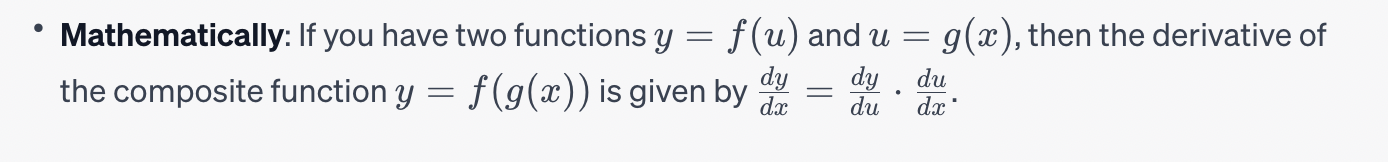 • Mathematically: If you have two functions y = f(u) and u = g(x), then the derivative of
the composite function y = f(g(x)) is given by dy/dx = dy/du · du/dx.